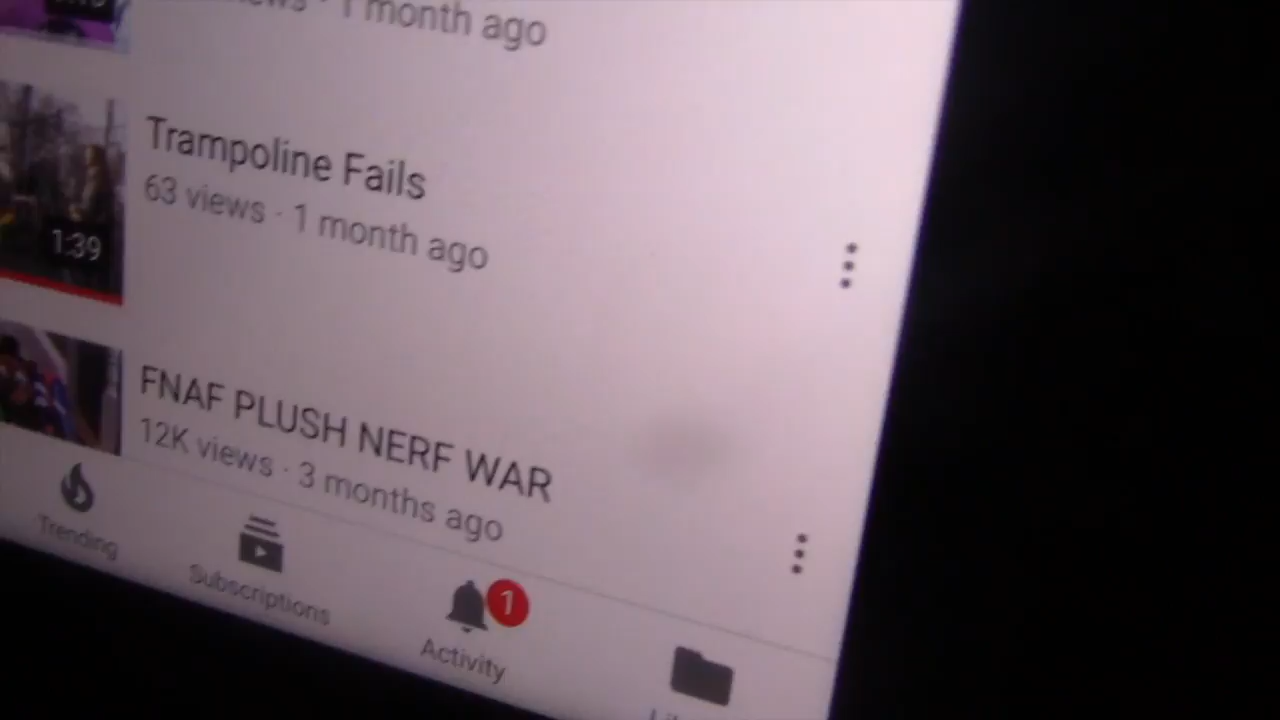 1 month ago
Trampoline Fails
63 views · 1 month ago
1:39
FNAF PLUSH NERF WAR
12K views · 3 months ago
Trending
Subscriptions
1
Activity